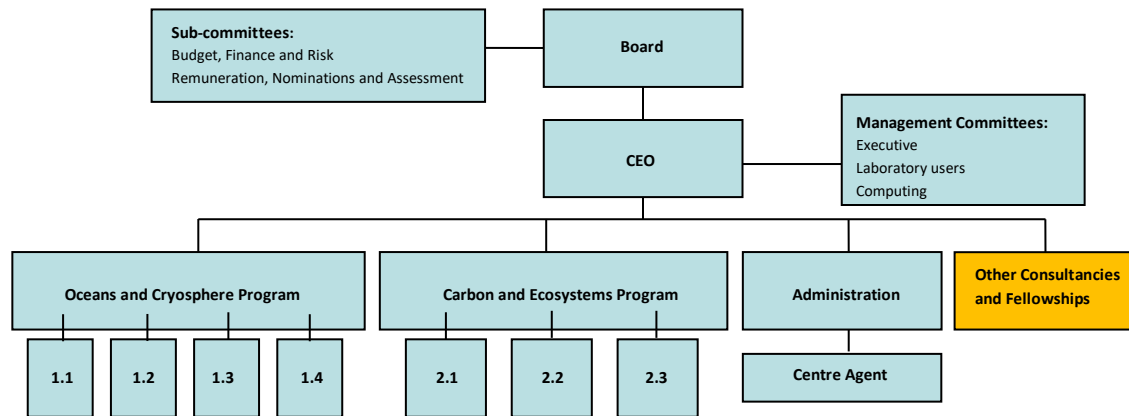 Sub-committees:
Budget, Finance and Risk
Remuneration, Nominations and Assessment
Board
CEO
Management Committees:
Executive
Laboratory users
Computing
Oceans and Cryosphere Program
Carbon and Ecosystems Program
Administration
Other Consultancies
and Fellowships
1.1
1.2
1.3
1.4
2.1
2.2
2.3
Centre Agent